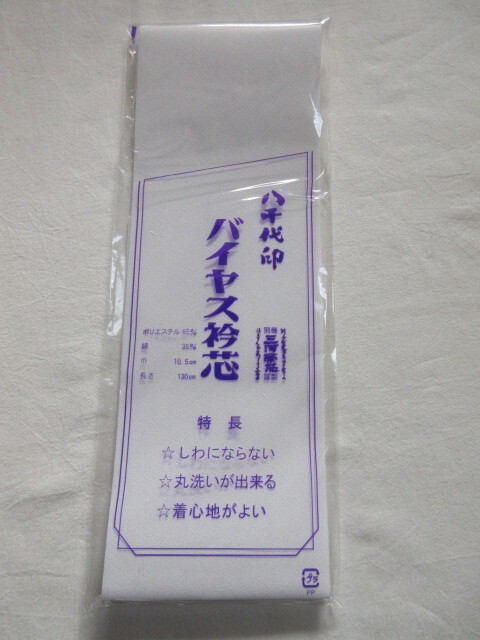 八千代印
バイヤス衿芯
ポリエステル 65%
綿 35%
巾 10.5cm
長さ 130cm
特長
☆しわにならない
☆丸洗いが出来る
☆着心地がよい
プラ
PP